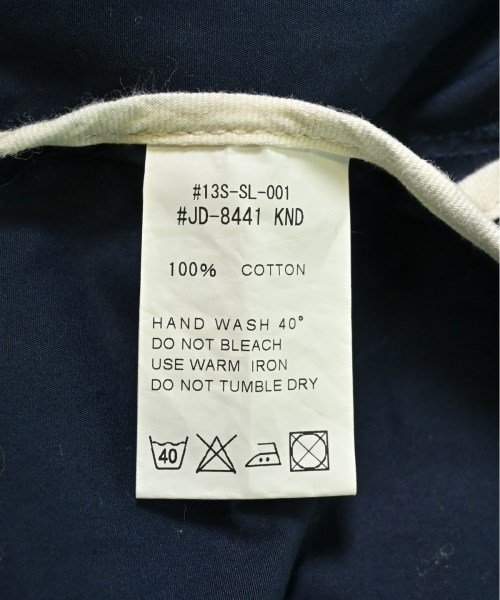 #13S-SL-001
#JD-8441 KND
100% COTTON
HAND WASH 40°
DO NOT BLEACH
USE WARM IRON
DO NOT TUMBLE DRY
40